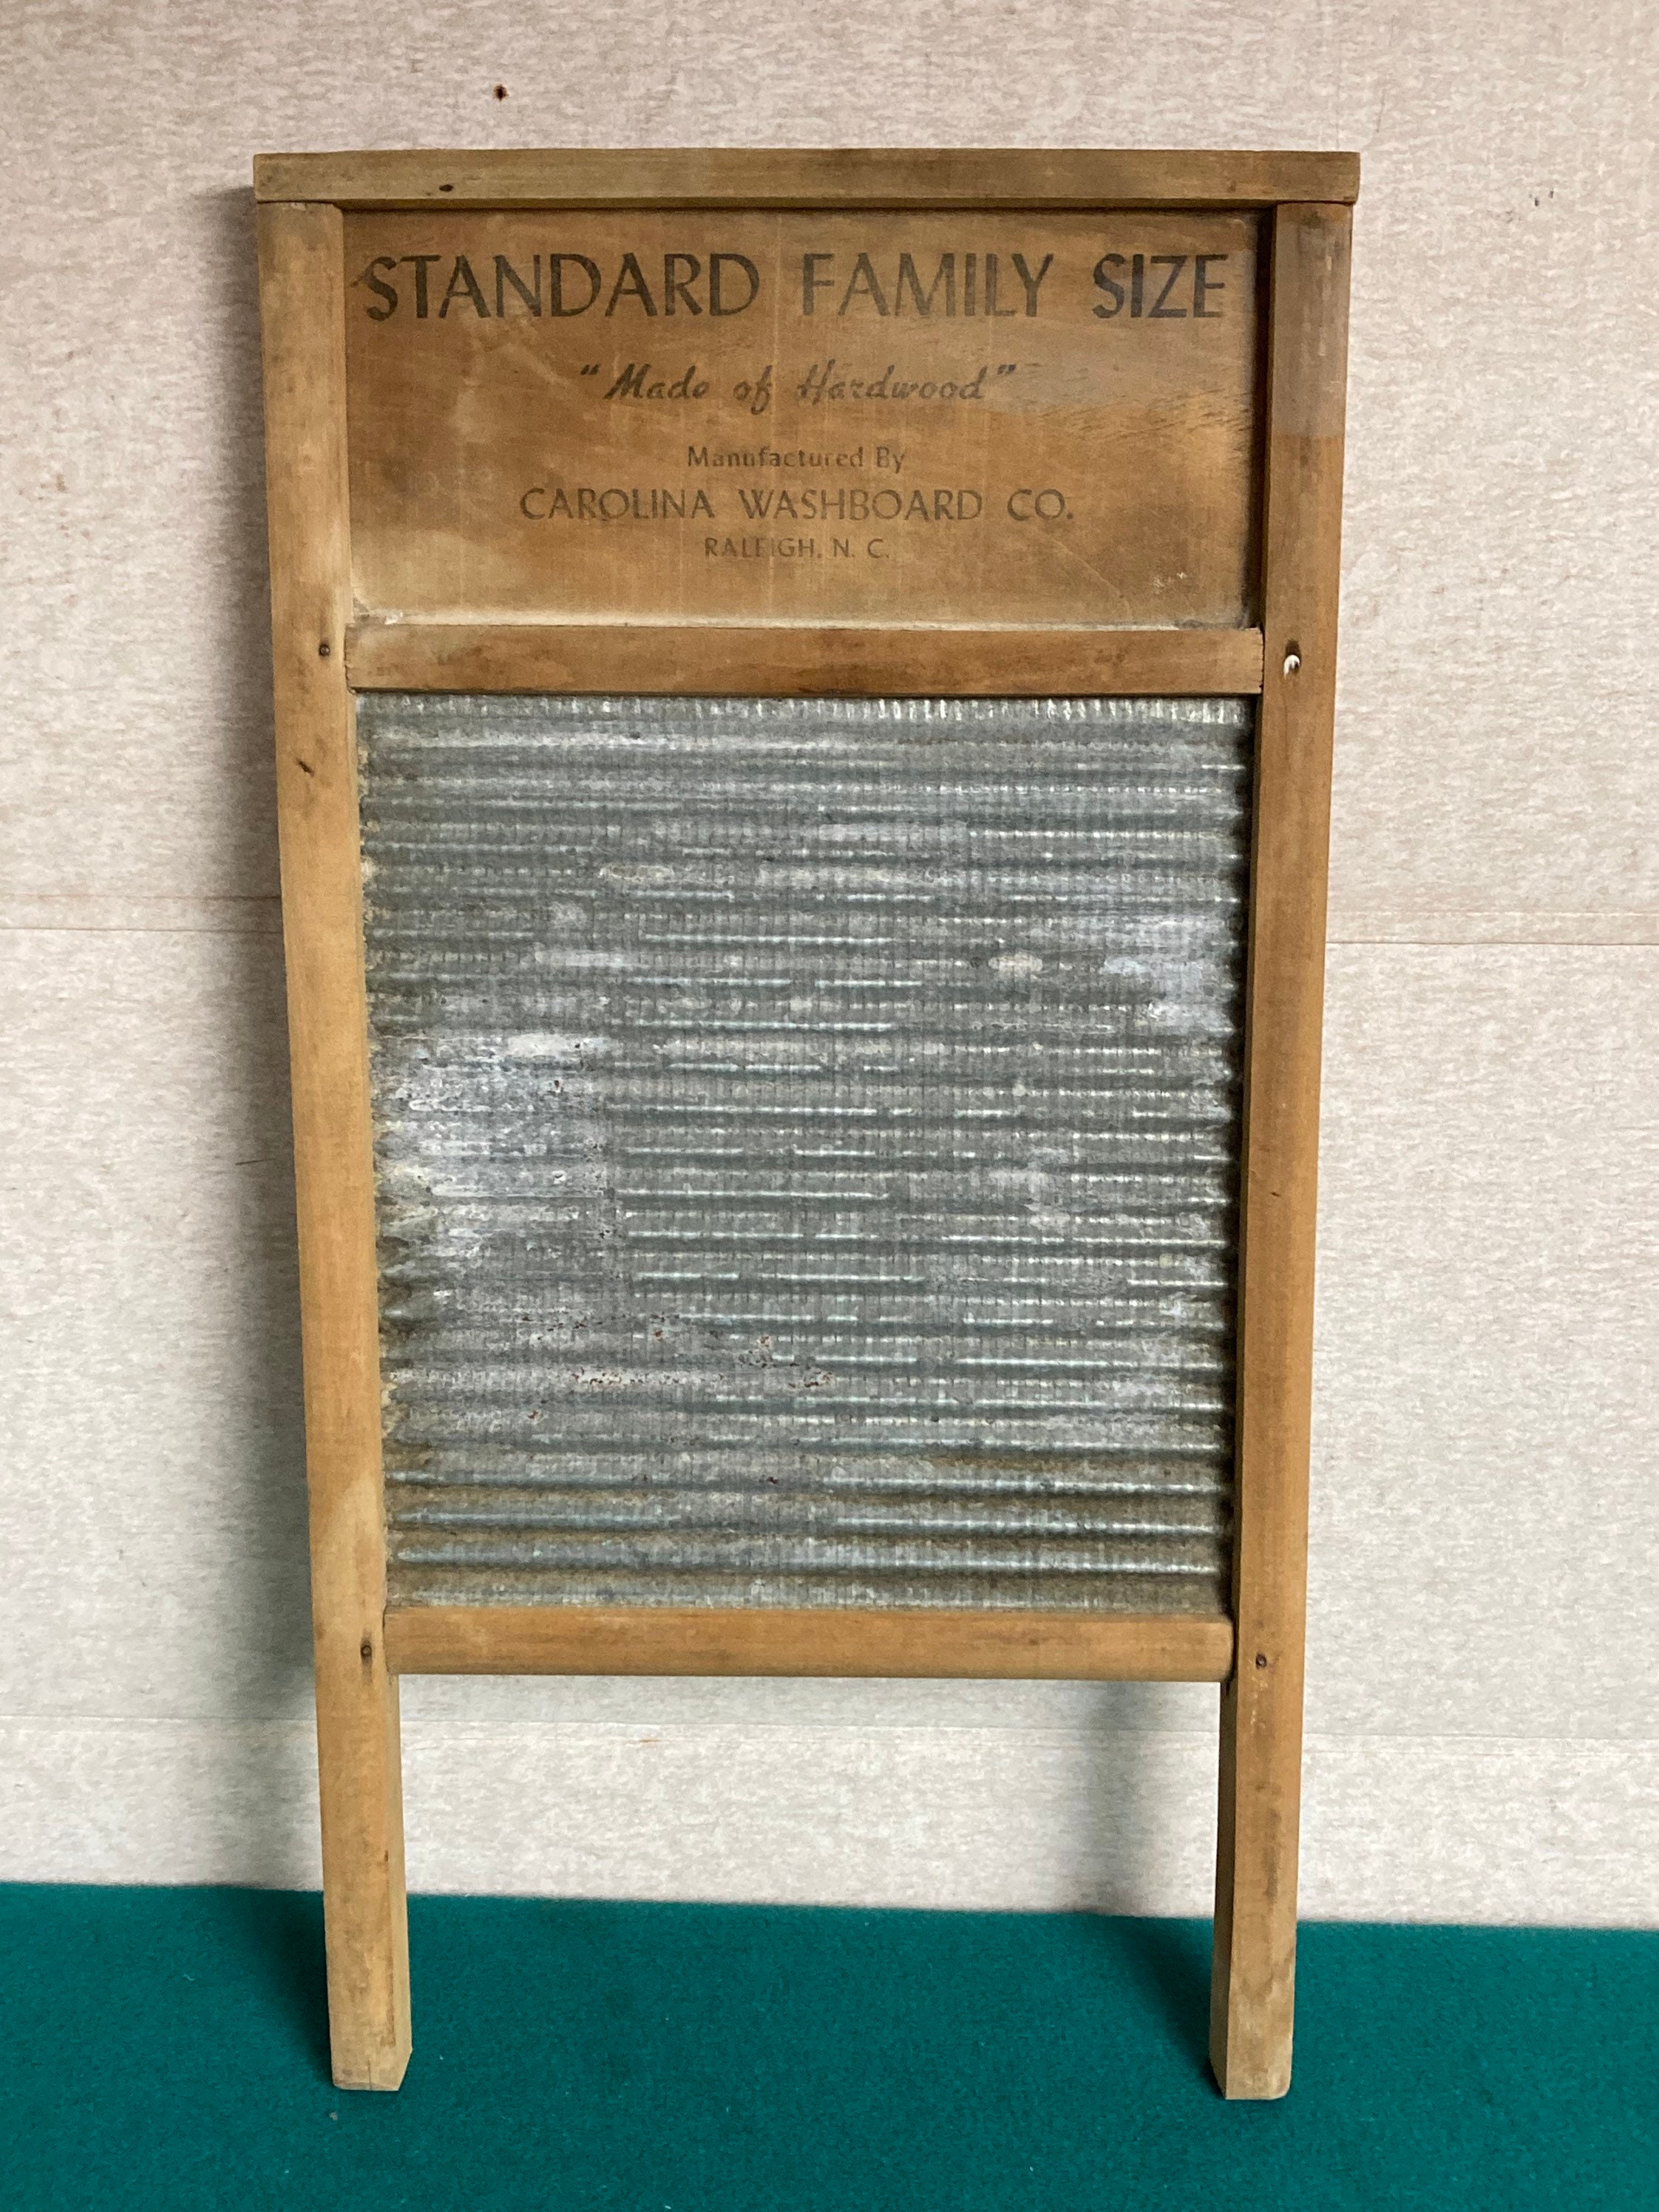 STANDARD FAMILY SIZE
"Made of Hardwood"
Manufactured By
CAROLINA WASHBOARD CO.
RALEIGH, N. C.